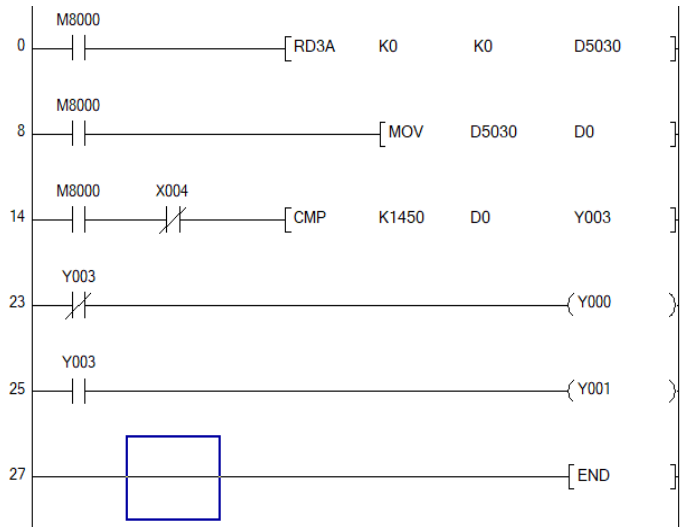 M8000
0 RD3A K0 K0 D5030
M8000
8 MOV D5030 D0
M8000 X004
14 CMP K1450 D0 Y003
Y003
23 Y000
Y003
25 Y001
27 END